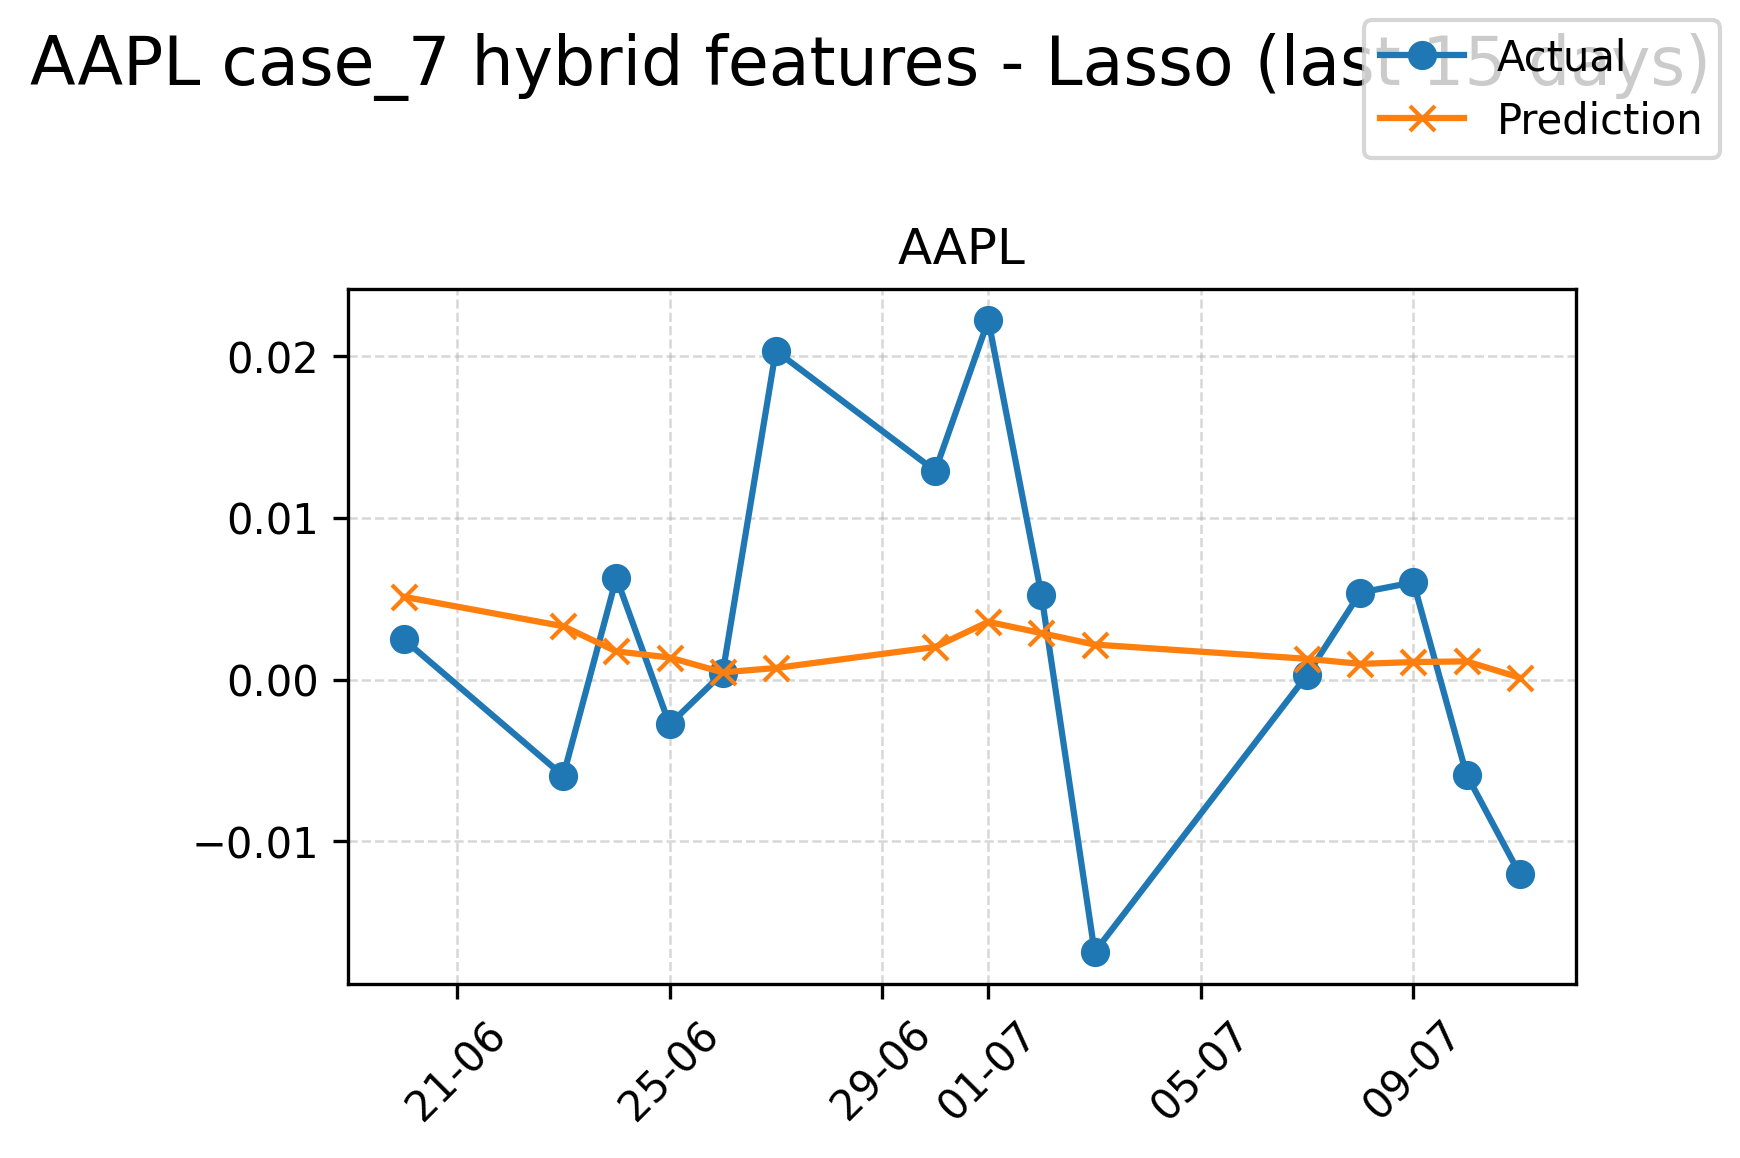 AAPL case_7 hybrid features - Lasso (last 15 days)
Actual
Prediction
AAPL
0.02
0.01
0.00
−0.01
21-06
25-06
29-06
01-07
05-07
09-07